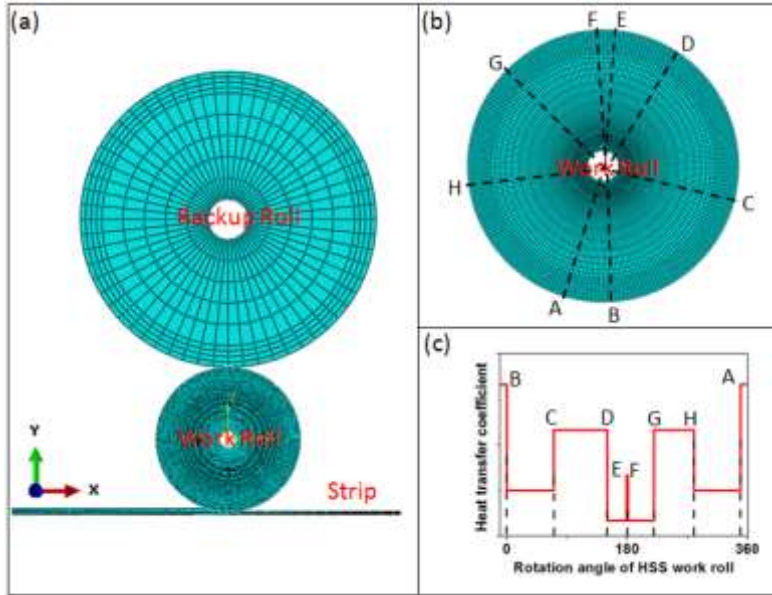 (a)
Backup Roll
Work Roll
Y
X
Strip
(b)
F E
D
G
Work Roll
H
C
A
B
(c)
Heat transfer coefficient
B
A
C
D
G
H
E
F
0
180
360
Rotation angle of HSS work roll